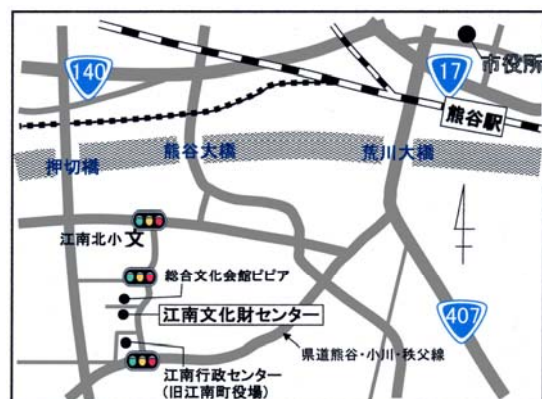 140
17
市役所
熊谷駅
押切橋
熊谷大橋
荒川大橋
江南北小文
総合文化会館ピピア
江南文化財センター
407
県道熊谷・小川・秩父線
江南行政センター
(旧江南町役場)